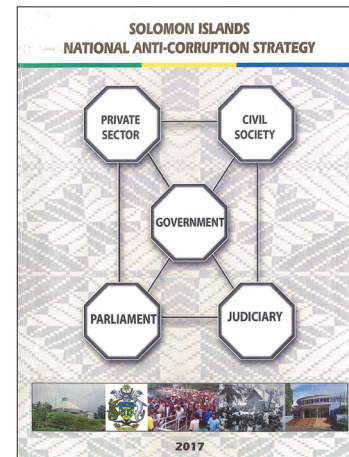 SOLOMON ISLANDS
NATIONAL ANTI-CORRUPTION STRATEGY
PRIVATE
SECTOR
CIVIL
SOCIETY
GOVERNMENT
PARLIAMENT
JUDICIARY
2017